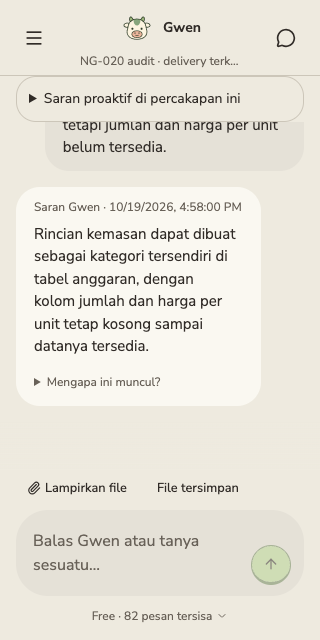 Gwen
NG-020 audit · delivery terk...
▶ Saran proaktif di percakapan ini
tetapi jumlah dan harga per unit
belum tersedia.
Saran Gwen · 10/19/2026, 4:58:00 PM
Rincian kemasan dapat dibuat
sebagai kategori tersendiri di
tabel anggaran, dengan
kolom jumlah dan harga per
unit tetap kosong sampai
datanya tersedia.
▶ Mengapa ini muncul?
Lampirkan file
File tersimpan
Balas Gwen atau tanya
sesuatu...
Free · 82 pesan tersisa